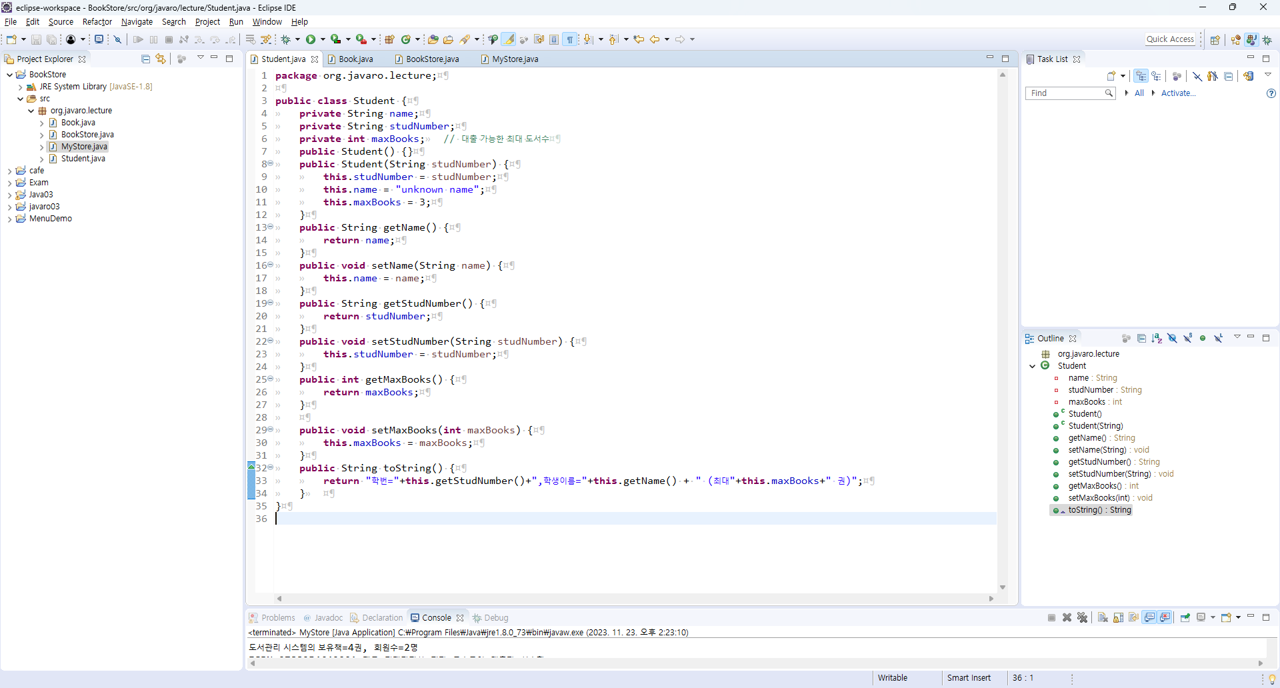 eclipse-workspace - BookStore/src/org/javaro/lecture/Student.java - Eclipse IDE
File Edit Source Refactor Navigate Search Project Run Window Help
Quick Access
Project Explorer
BookStore
JRE System Library [JavaSE-1.8]
src
org.javaro.lecture
Book.java
BookStore.java
MyStore.java
Student.java
cafe
Exam
Java03
javaro03
MenuDemo
Student.java Book.java BookStore.java MyStore.java
1 package org.javaro.lecture;
2
3 public class Student {
4 private String name;
5 private String studNumber;
6 private int maxBooks; // 대출 가능한 최대 도서수
7 public Student() {}
8 public Student(String studNumber) {
9 this.studNumber = studNumber;
10 this.name = "unknown name";
11 this.maxBooks = 3;
12 }
13 public String getName() {
14 return name;
15 }
16 public void setName(String name) {
17 this.name = name;
18 }
19 public String getStudNumber() {
20 return studNumber;
21 }
22 public void setStudNumber(String studNumber) {
23 this.studNumber = studNumber;
24 }
25 public int getMaxBooks() {
26 return maxBooks;
27 }
28
29 public void setMaxBooks(int maxBooks) {
30 this.maxBooks = maxBooks;
31 }
32 public String toString() {
33 return "학번="+this.getStudNumber()+",학생이름="+this.getName() + " (최대"+this.maxBooks+" 권)";
34 }
35 }
36
Task List
Find All Activate...
Outline
org.javaro.lecture
Student
name : String
studNumber : String
maxBooks : int
Student()
Student(String)
getName() : String
setName(String) : void
getStudNumber() : String
setStudNumber(String) : void
getMaxBooks() : int
setMaxBooks(int) : void
toString() : String
Problems Javadoc Declaration Console Debug
<terminated> MyStore [Java Application] C:₩Program Files₩Java₩jre1.8.0_73₩bin₩javaw.exe (2023. 11. 23. 오후 2:23:10)
도서관리 시스템의 보유책=4권, 회원수=2명
Writable Smart Insert 36 : 1